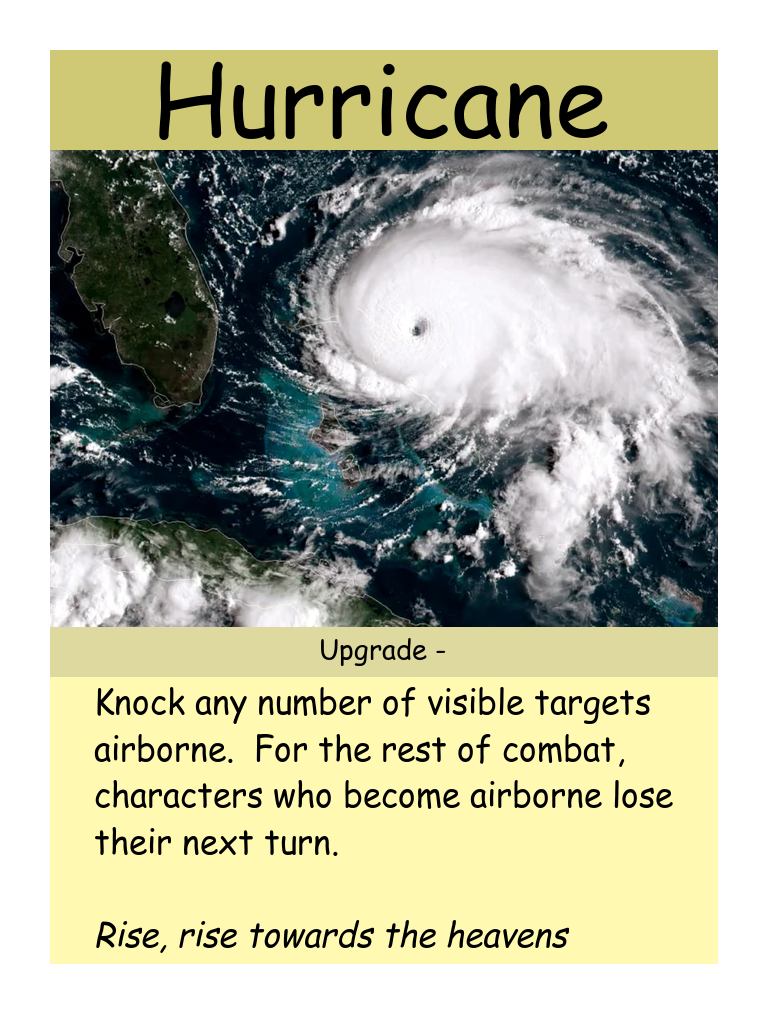 Hurricane
Upgrade -
Knock any number of visible targets
airborne.  For the rest of combat,
characters who become airborne lose
their next turn.
Rise, rise towards the heavens